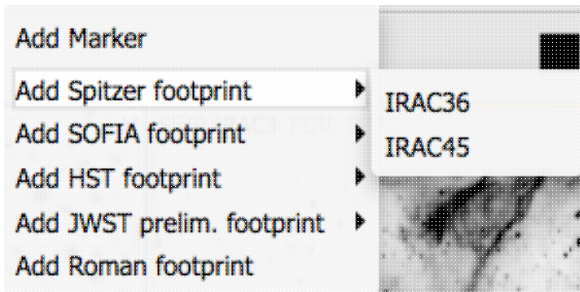 Add Marker
Add Spitzer footprint
IRAC36
IRAC45
Add SOFIA footprint
Add HST footprint
Add JWST prelim. footprint
Add Roman footprint